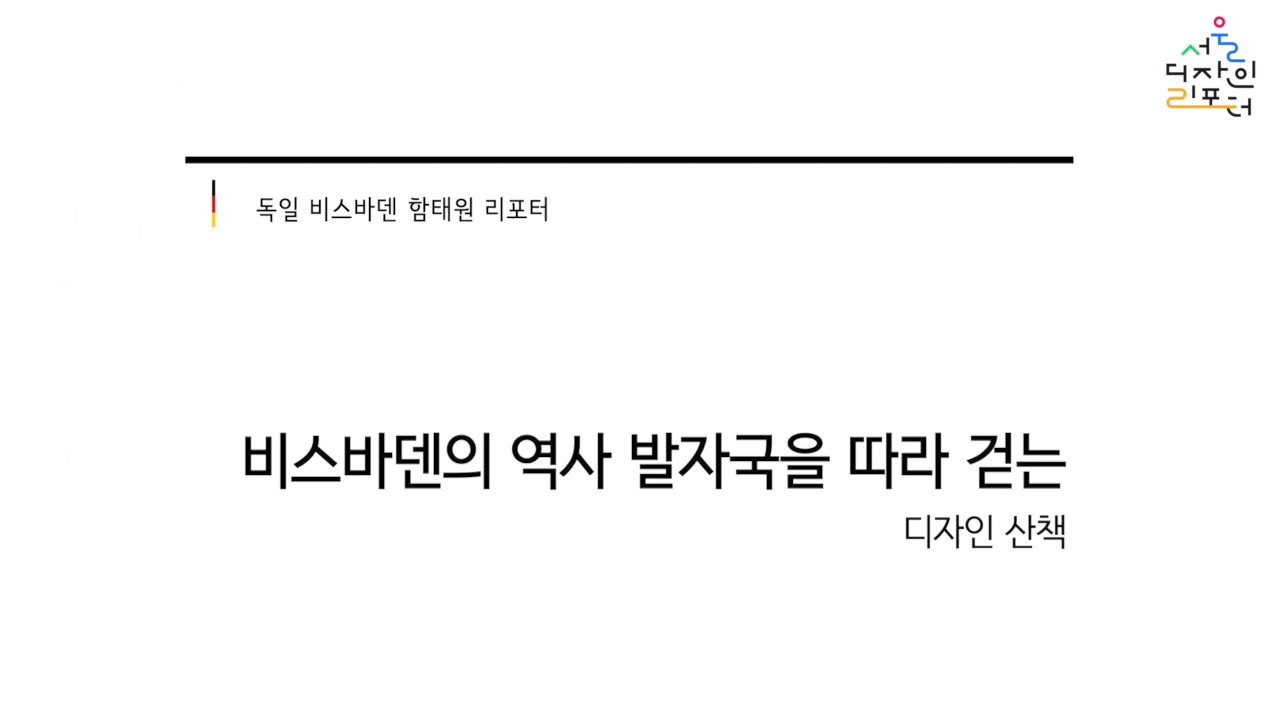 서울
디자인
리포터
독일 비스바덴 함태원 리포터
비스바덴의 역사 발자국을 따라 걷는
디자인 산책